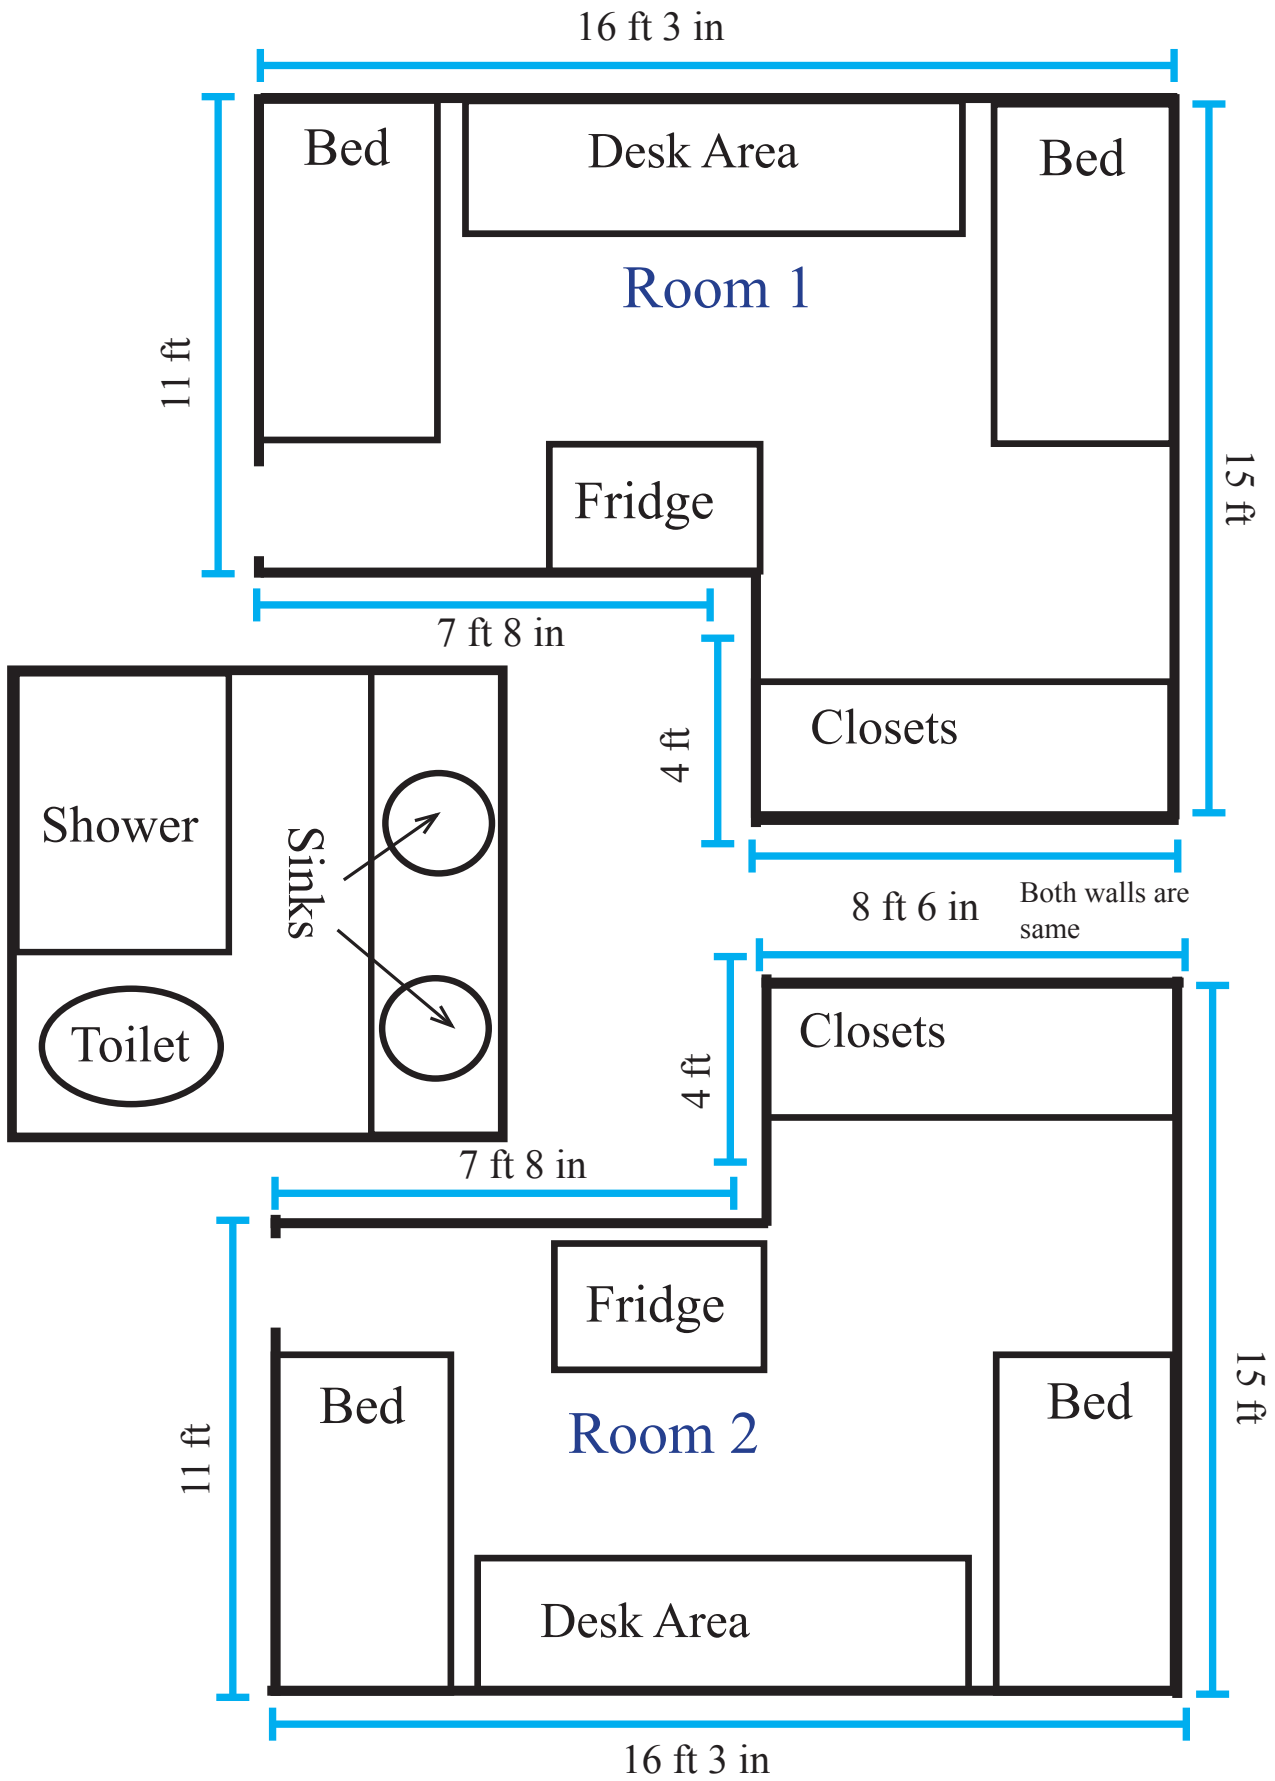 16 ft 3 in
Bed
Desk Area
Bed
Room 1
11 ft
15 ft
Fridge
7 ft 8 in
4 ft
Closets
Shower
Sinks
Toilet
8 ft 6 in
Both walls are
same
Closets
4 ft
7 ft 8 in
Fridge
Bed
Bed
Room 2
11 ft
15 ft
Desk Area
16 ft 3 in